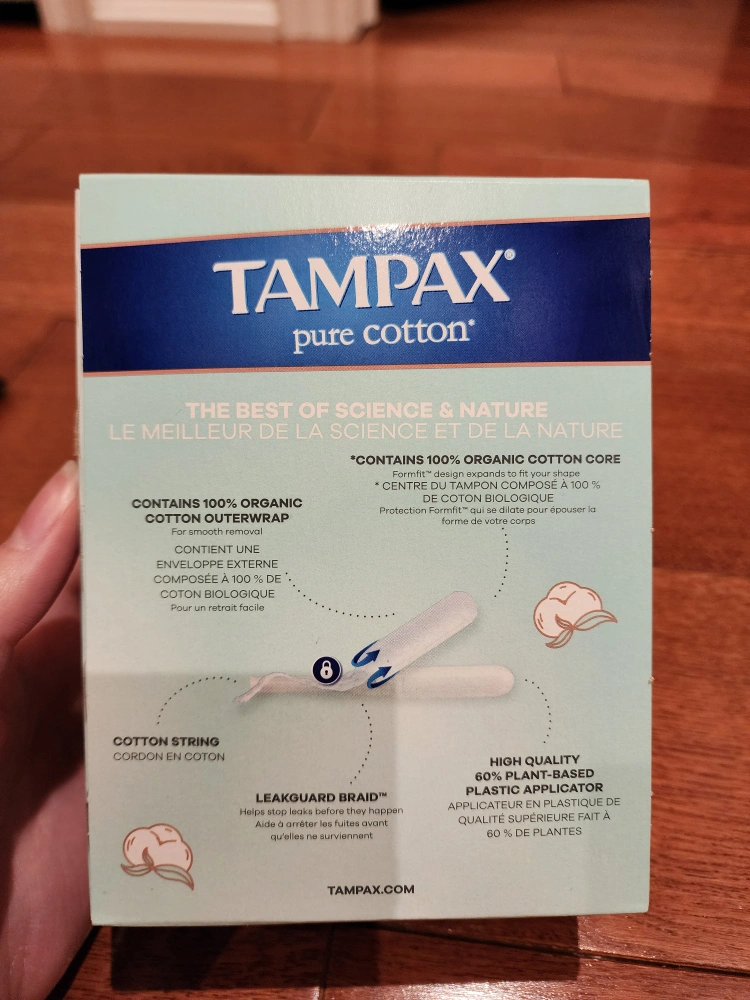 TAMPAX®
pure cotton*
THE BEST OF SCIENCE & NATURE
LE MEILLEUR DE LA SCIENCE ET DE LA NATURE
*CONTAINS 100% ORGANIC COTTON CORE
Formfit™ design expands to fit your shape
* CENTRE DU TAMPON COMPOSÉ À 100 %
DE COTON BIOLOGIQUE
Protection Formfit™ qui se dilate pour épouser la
forme de votre corps
CONTAINS 100% ORGANIC
COTTON OUTERWRAP
For smooth removal
CONTIENT UNE
ENVELOPPE EXTERNE
COMPOSÉE À 100 % DE
COTON BIOLOGIQUE
Pour un retrait facile
COTTON STRING
CORDON EN COTON
LEAKGUARD BRAID™
Helps stop leaks before they happen
Aide à arrêter les fuites avant
qu'elles ne surviennent
HIGH QUALITY
60% PLANT-BASED
PLASTIC APPLICATOR
APPLICATEUR EN PLASTIQUE DE
QUALITÉ SUPÉRIEURE FAIT À
60 % DE PLANTES
TAMPAX.COM